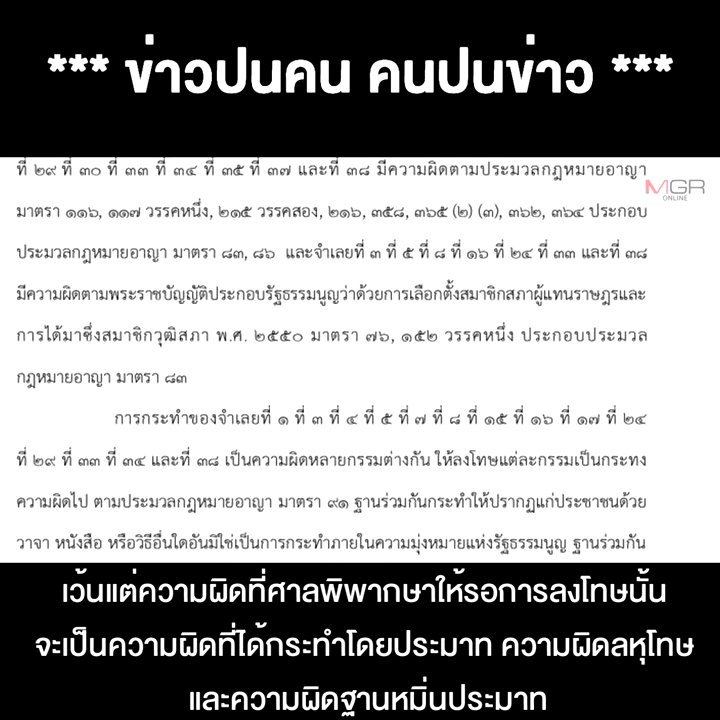 *** ข่าวปนคน คนปนข่าว ***
ที่ ๒๙ ที่ ๓๐ ที่ ๓๓ ที่ ๓๔ ที่ ๓๕ ที่ ๓๗ และที่ ๓๘ มีความผิดตามประมวลกฎหมายอาญา
MGR
ONLINE
มาตรา ๑๑๖, ๑๑๗ วรรคหนึ่ง, ๒๑๕ วรรคสอง, ๒๑๖, ๓๕๘, ๓๖๕ (๒) (๓), ๓๖๒, ๓๖๔ ประกอบ
ประมวลกฎหมายอาญา มาตรา ๘๓, ๘๖ และจำเลยที่ ๓ ที่ ๕ ที่ ๘ ที่ ๑๖ ที่ ๒๔ ที่ ๓๓ และที่ ๓๘
มีความผิดตามพระราชบัญญัติประกอบรัฐธรรมนูญว่าด้วยการเลือกตั้งสมาชิกสภาผู้แทนราษฎรและ
การได้มาซึ่งสมาชิกวุฒิสภา พ.ศ. ๒๕๕๐ มาตรา ๗๖, ๑๕๒ วรรคหนึ่ง ประกอบประมวล
กฎหมายอาญา มาตรา ๘๓
การกระทำของจำเลยที่ ๑ ที่ ๓ ที่ ๔ ที่ ๕ ที่ ๗ ที่ ๘ ที่ ๑๕ ที่ ๑๖ ที่ ๑๗ ที่ ๒๔
ที่ ๒๙ ที่ ๓๓ ที่ ๓๔ และที่ ๓๘ เป็นความผิดหลายกรรมต่างกัน ให้ลงโทษแต่ละกรรมเป็นกระทง
ความผิดไป ตามประมวลกฎหมายอาญา มาตรา ๙๑ ฐานร่วมกันกระทำให้ปรากฏแก่ประชาชนด้วย
วาจา หนังสือ หรือวิธีอื่นใดอันมิใช่เป็นการกระทำภายในความมุ่งหมายแห่งรัฐธรรมนูญ ฐานร่วมกัน
เว้นแต่ความผิดที่ศาลพิพากษาให้รอการลงโทษนั้น
จะเป็นความผิดที่ได้กระทำโดยประมาท ความผิดลหุโทษ
และความผิดฐานหมิ่นประมาท